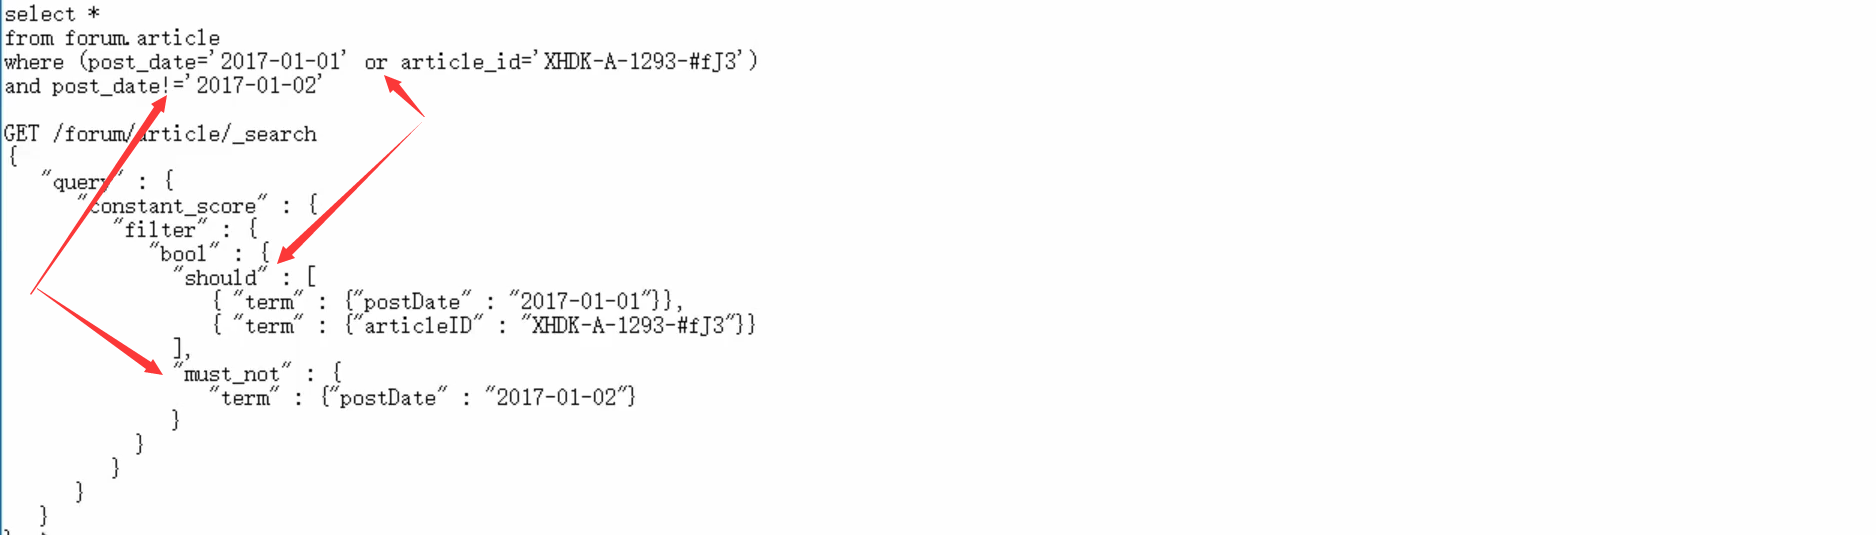 select *
from forum.article
where (post_date='2017-01-01' or article_id='XHDK-A-1293-#fJ3')
and post_date!='2017-01-02'
GET /forum/article/_search
{
"query" : {
"constant_score" : {
"filter" : {
"bool" : {
"should" : [
{ "term" : {"postDate" : "2017-01-01"}},
{ "term" : {"articleID" : "XHDK-A-1293-#fJ3"}}
],
"must_not" : {
"term" : {"postDate" : "2017-01-02"}
}
}
}
}
}